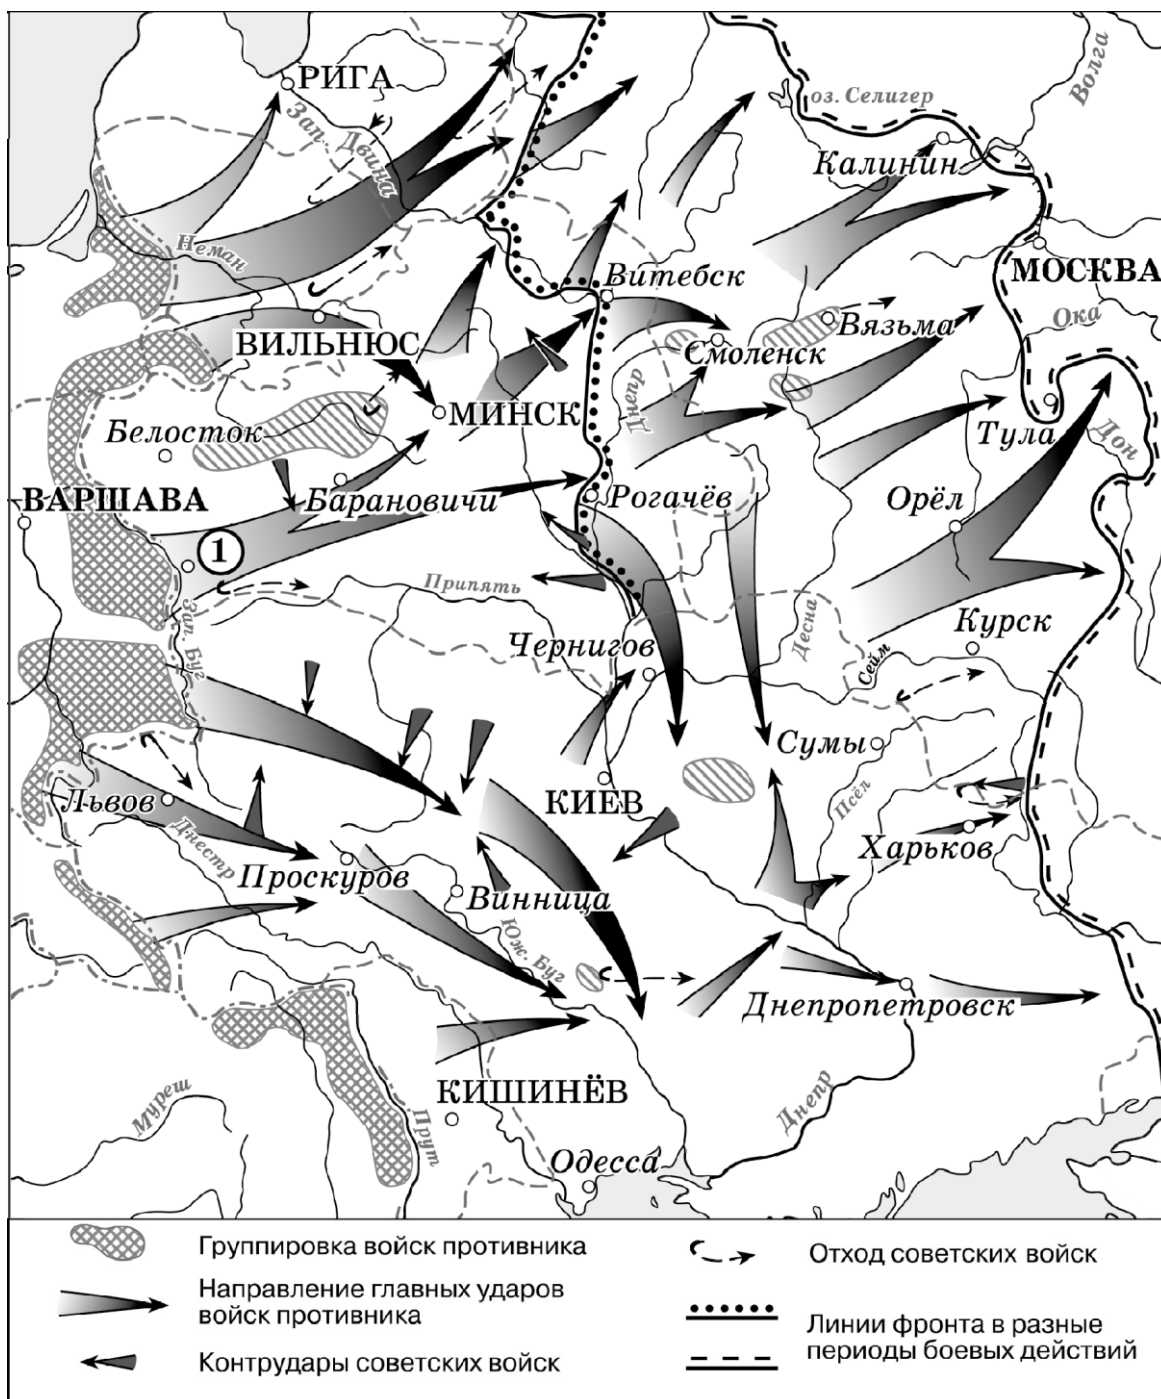 РИГА
Зап. Двина
оз. Селигер
Волга
Калинин
Неман
МОСКВА
Витебск
Ока
Вязьма
ВИЛЬНЮС
Смоленск
Днепр
МИНСК
Белосток
Тула
Дон
ВАРШАВА
Барановичи
Рогачёв
Орёл
1
Припять
Зап. Буг
Десна
Чернигов
Сейм
Курск
Сумы
Львов
КИЕВ
Псёл
Днестр
Харьков
Проскуров
Винница
Юж. Буг
Днепропетровск
КИШИНЁВ
Муреш
Прут
Днепр
Одесса
Группировка войск противника
Направление главных ударов
войск противника
Контрудары советских войск
Отход советских войск
Линии фронта в разные
периоды боевых действий